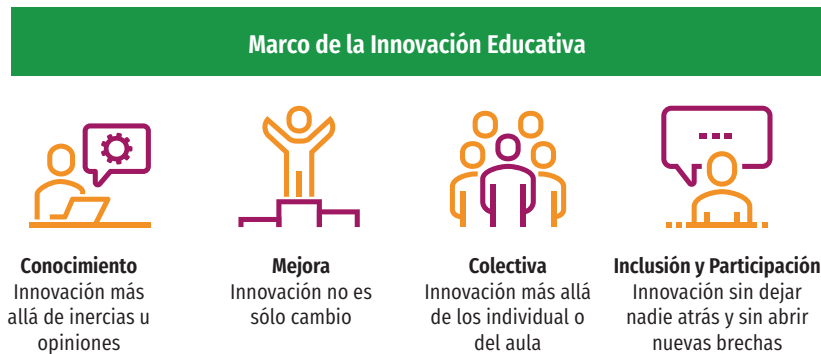 Marco de la Innovación Educativa
Conocimiento
Innovación más
allá de inercias u
opiniones
Mejora
Innovación no es
sólo cambio
Colectiva
Innovación más allá
de los individual o
del aula
Inclusión y Participación
Innovación sin dejar
nadie atrás y sin abrir
nuevas brechas